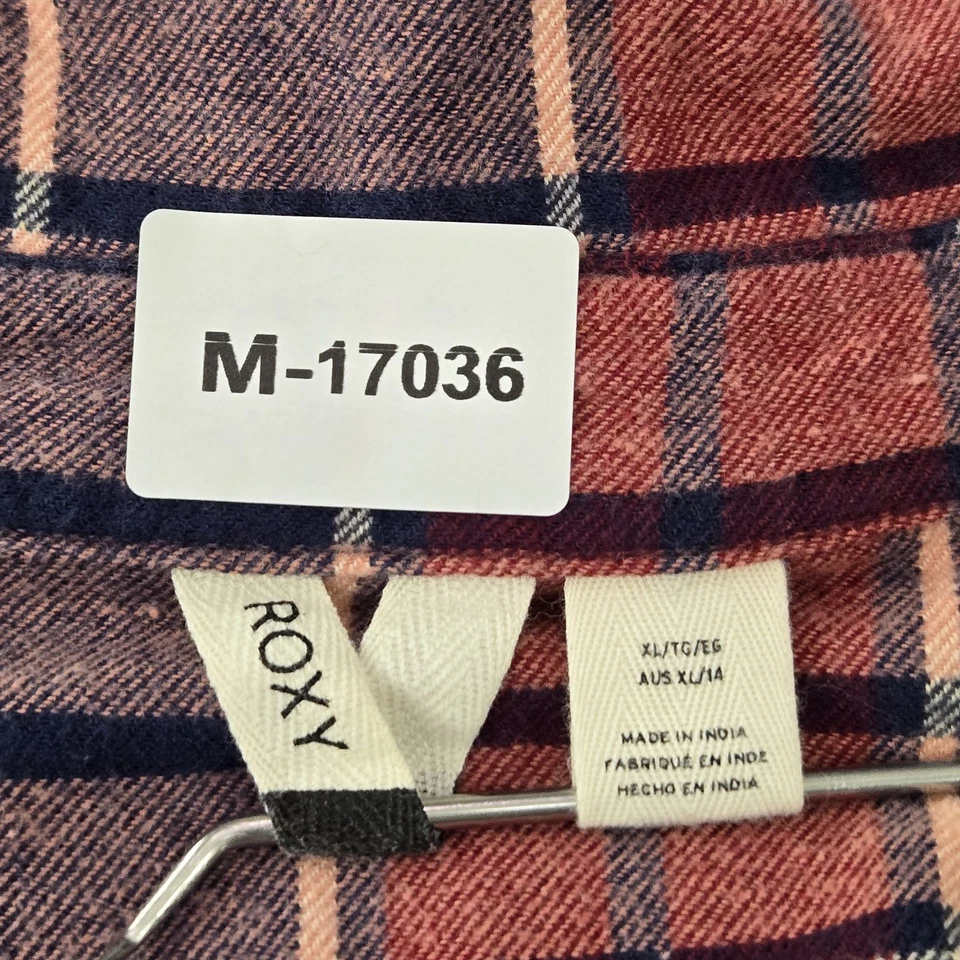 M-17036
ROXY
XL/TG/EG
AUS XL/14
MADE IN INDIA
FABRIQUÉ EN INDE
HECHO EN INDIA